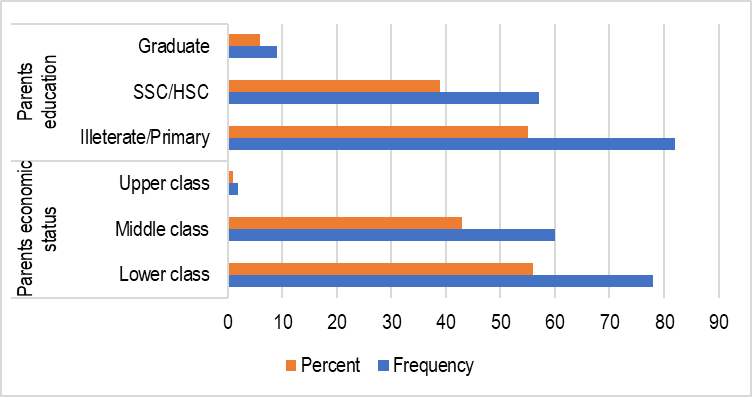 Parents
education
Graduate
SSC/HSC
Illeterate/Primary
Parents economic
status
Upper class
Middle class
Lower class
0 10 20 30 40 50 60 70 80 90
Percent Frequency